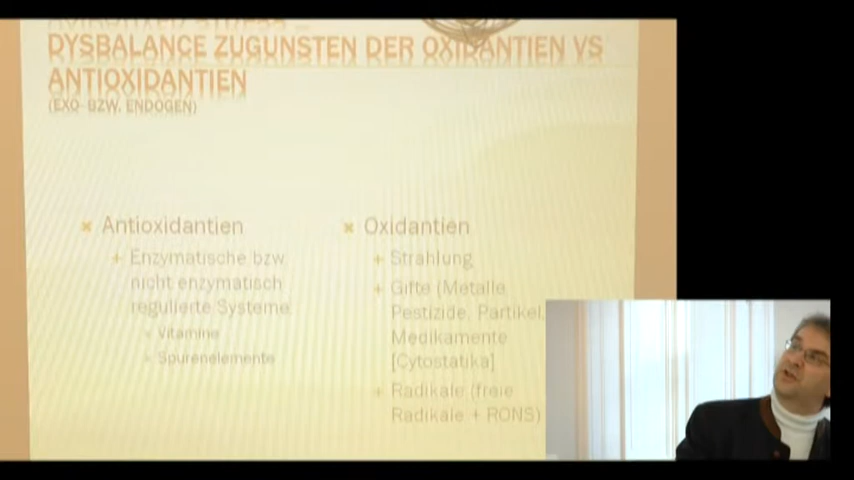 DYSBALANCE ZUGUNSTEN DER OXIDANTIEN VS
ANTIOXIDANTIEN
(EXO- BZW. ENDOGEN)
Antioxidantien
Enzymatische bzw
nicht enzymatisch
regulierte Systeme
Vitamine
Spurenelemente
Oxidantien
Strahlung
Gifte (Metalle,
Pestizide, Partikel,
Medikamente
[Cytostatika]
Radikale (freie
Radikale + RONS)